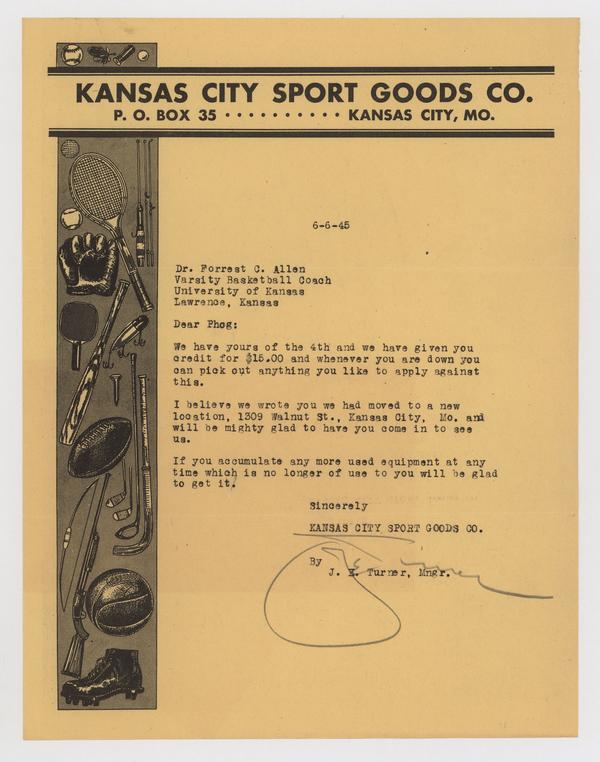 KANSAS CITY SPORT GOODS CO.
P. O. BOX 35 · · · · · · · · · · KANSAS CITY, MO.
6-6-45
Dr. Forrest C. Allen
Varsity Basketball Coach
University of Kansas
Lawrence, Kansas
Dear Phog:
We have yours of the 4th and we have given you
credit for $15.00 and whenever you are down you
can pick out anything you like to apply against
this.
I believe we wrote you we had moved to a new
location, 1309 Walnut St., Kansas City, Mo. and
will be mighty glad to have you come in to see
us.
If you accumulate any more used equipment at any
time which is no longer of use to you will be glad
to get it.
Sincerely
KANSAS CITY SPORT GOODS CO.
By
J. E. Turner, Mngr.